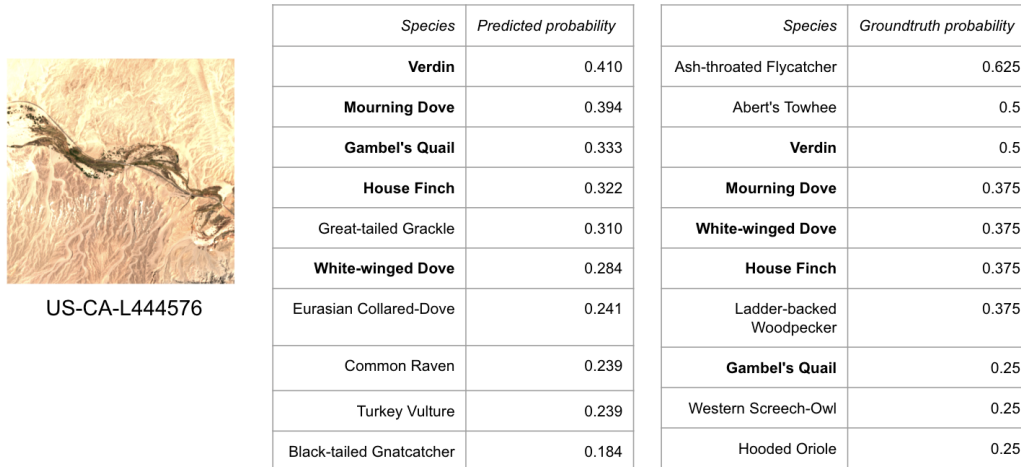 Species Predicted probability
Verdin 0.410
Mourning Dove 0.394
Gambel's Quail 0.333
House Finch 0.322
Great-tailed Grackle 0.310
White-winged Dove 0.284
Eurasian Collared-Dove 0.241
Common Raven 0.239
Turkey Vulture 0.239
Black-tailed Gnatcatcher 0.184
Species Groundtruth probability
Ash-throated Flycatcher 0.625
Abert's Towhee 0.5
Verdin 0.5
Mourning Dove 0.375
White-winged Dove 0.375
House Finch 0.375
Ladder-backed 0.375
Woodpecker
Gambel's Quail 0.25
Western Screech-Owl 0.25
Hooded Oriole 0.25
US-CA-L444576